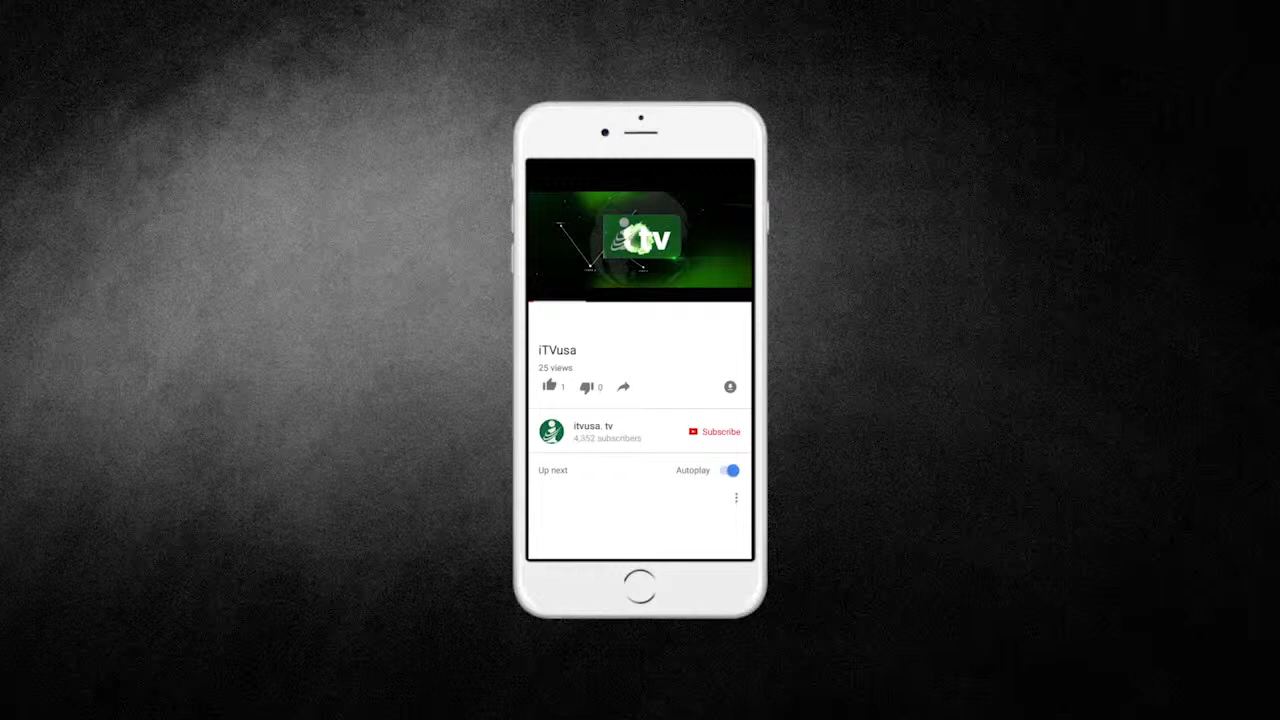 itv
iTVusa
25 views
1
0
itvusa. tv
4,352 subscribers
Subscribe
Up next
Autoplay